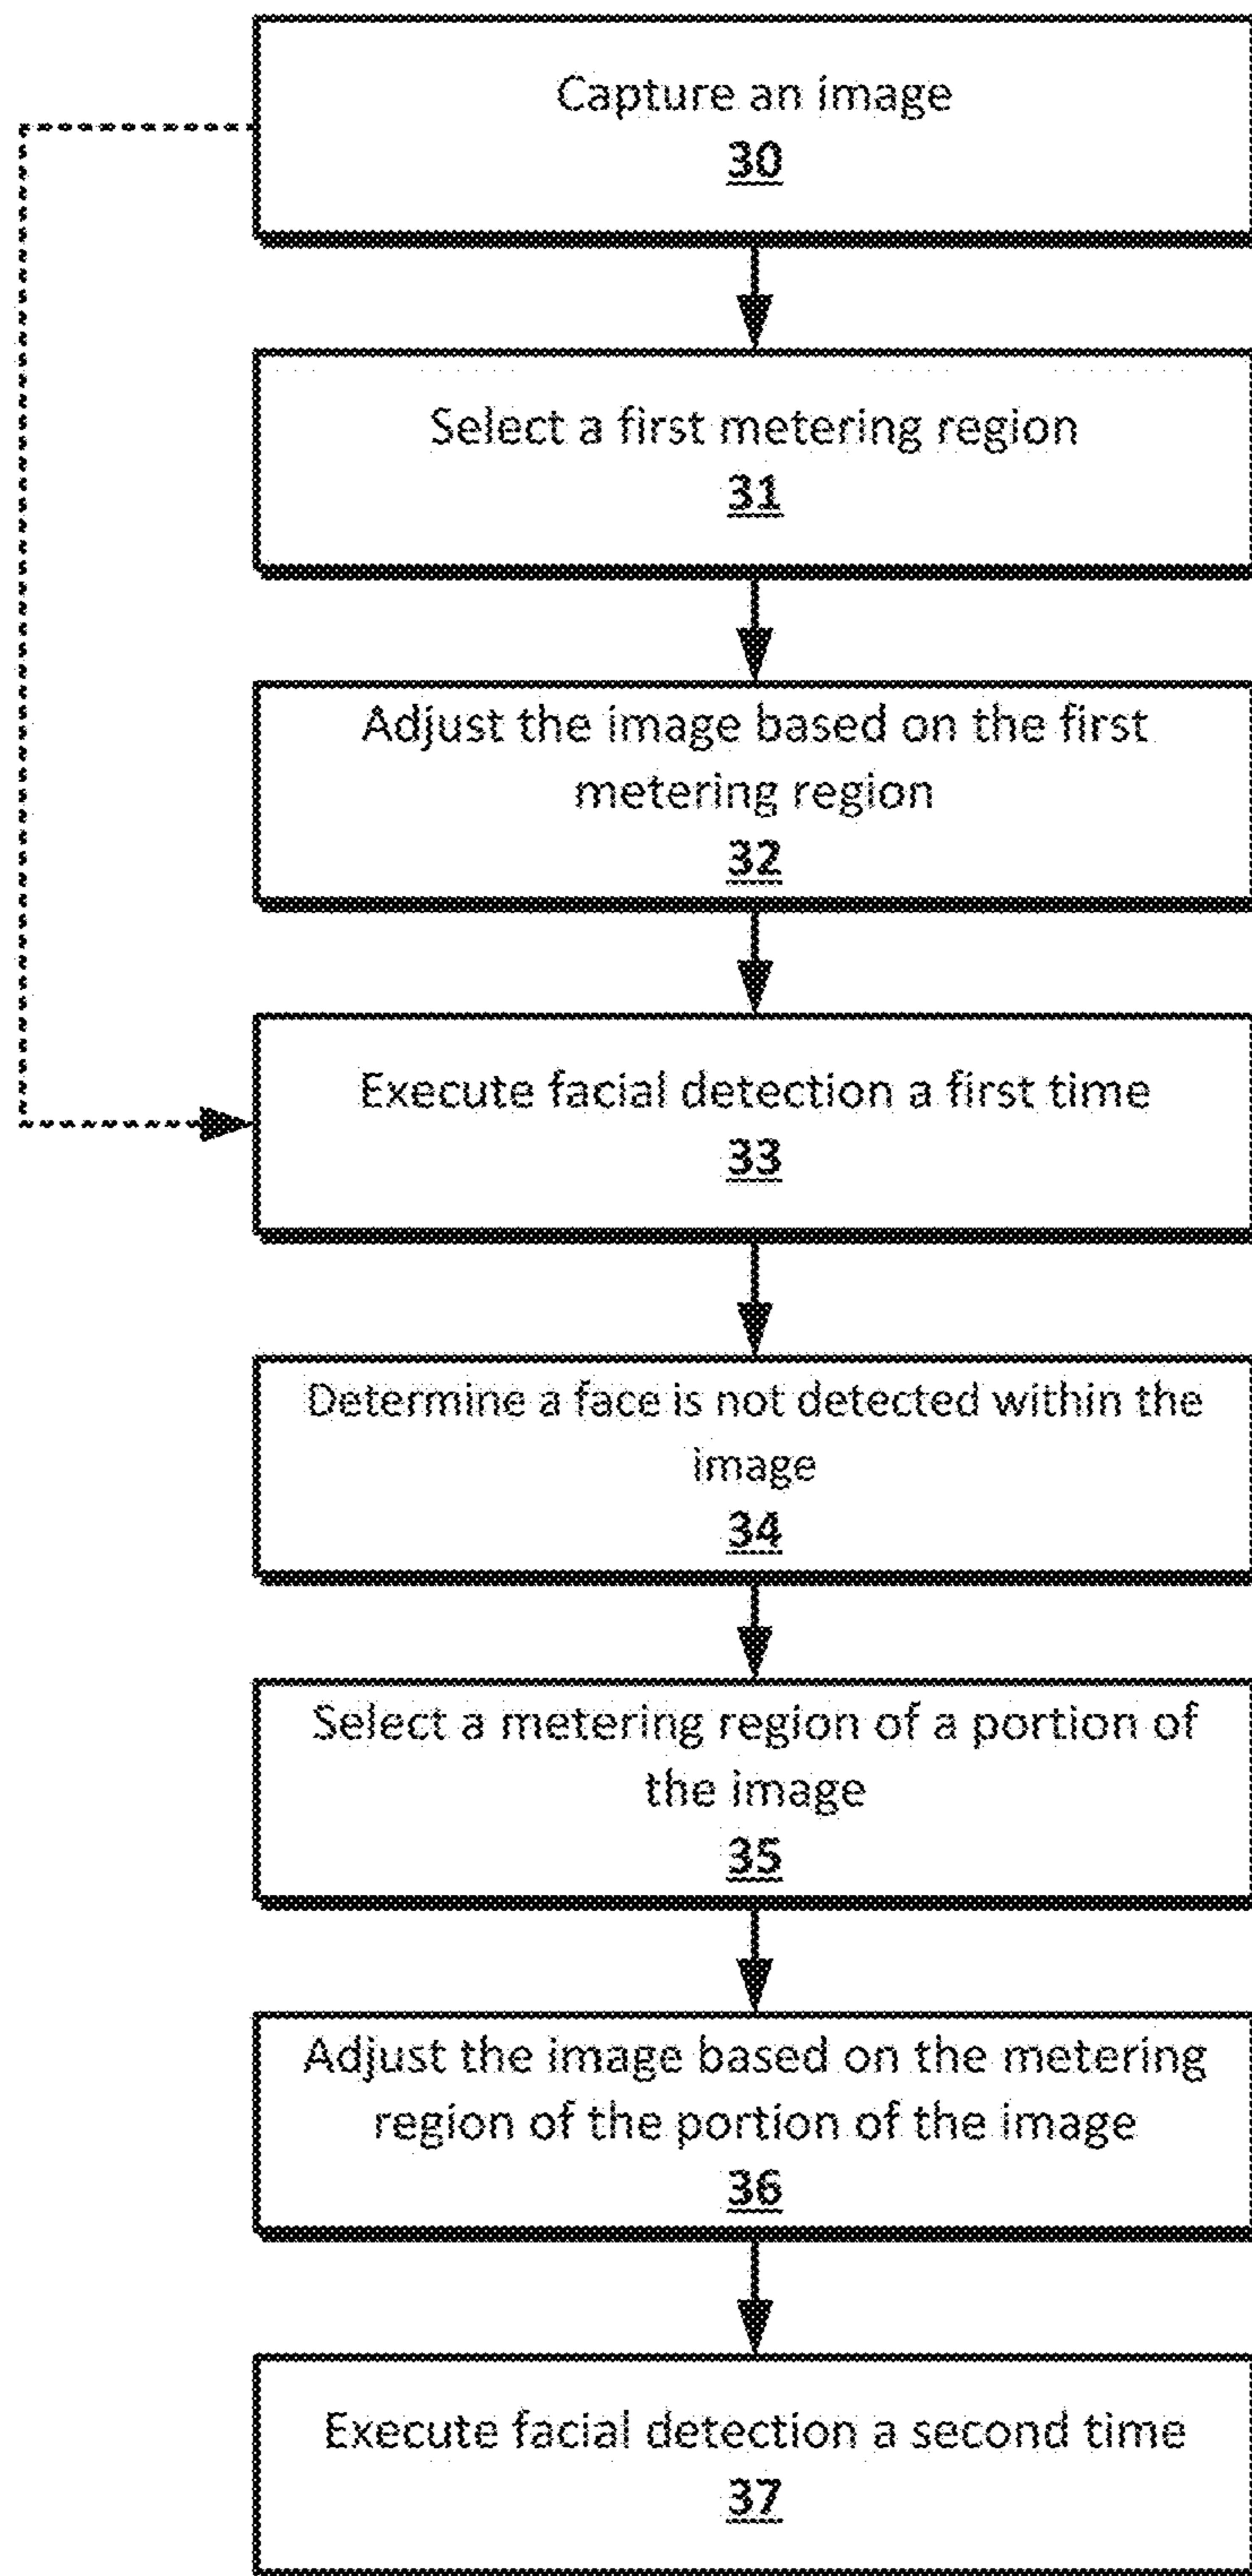 Capture an image
30
Select a first metering region
31
Adjust the image based on the first
metering region
32
Execute facial detection a first time
33
Determine a face is not detected within the
image
34
Select a metering region of a portion of
the image
35
Adjust the image based on the metering
region of the portion of the image
36
Execute facial detection a second time
37